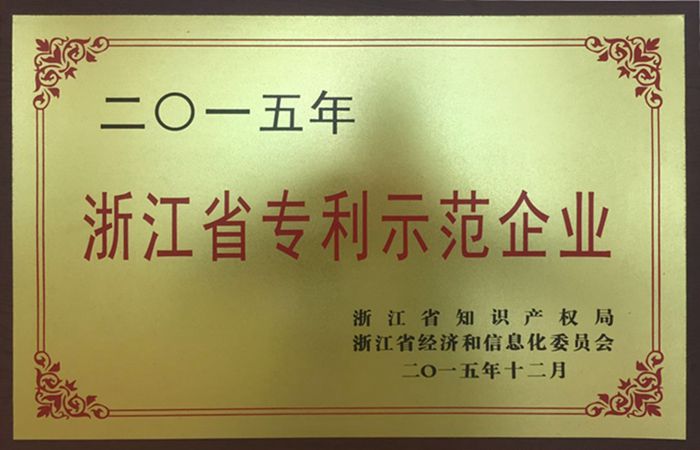 二〇一五年
浙江省专利示范企业
浙江省知识产权局
浙江省经济和信息化委员会
二〇一五年十二月